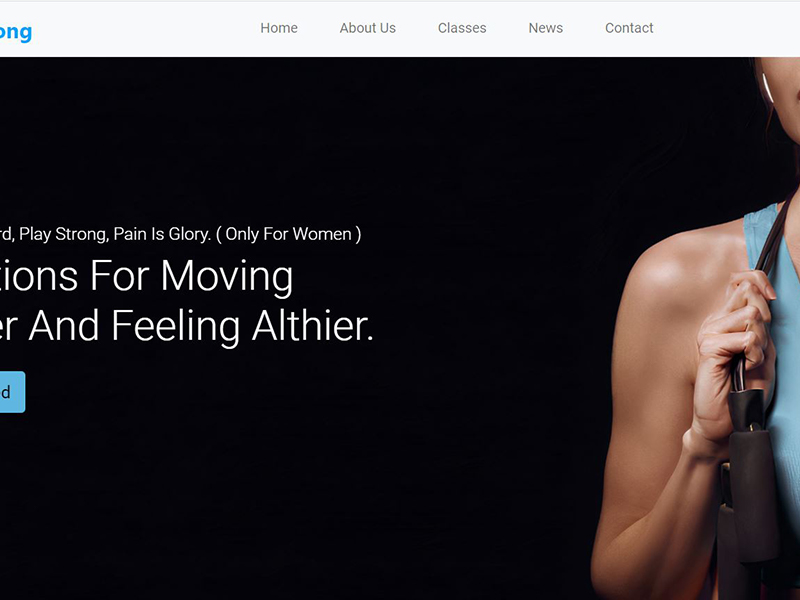 ong
Home About Us Classes News Contact
rd, Play Strong, Pain Is Glory. ( Only For Women )
tions For Moving
er And Feeling Althier.
ed